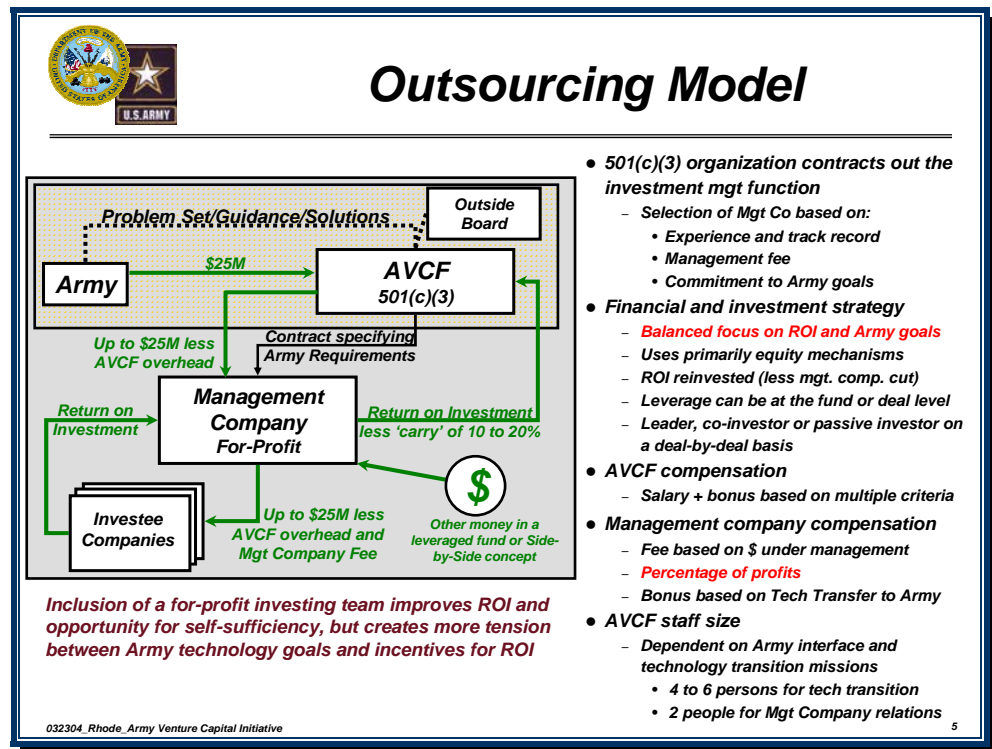 U.S.ARMY
Outsourcing Model
Problem Set/Guidance/Solutions
Outside
Board
Army
$25M
AVCF
501(c)(3)
Up to $25M less
AVCF overhead
Contract specifying
Army Requirements
Management
Company
For-Profit
Return on
Investment
Return on Investment
less ‘carry’ of 10 to 20%
$
Investee
Companies
Up to $25M less
AVCF overhead and
Mgt Company Fee
Other money in a
leveraged fund or Side-
by-Side concept
Inclusion of a for-profit investing team improves ROI and
opportunity for self-sufficiency, but creates more tension
between Army technology goals and incentives for ROI
● 501(c)(3) organization contracts out the
investment mgt function
– Selection of Mgt Co based on:
• Experience and track record
• Management fee
• Commitment to Army goals
● Financial and investment strategy
– Balanced focus on ROI and Army goals
– Uses primarily equity mechanisms
– ROI reinvested (less mgt. comp. cut)
– Leverage can be at the fund or deal level
– Leader, co-investor or passive investor on
a deal-by-deal basis
● AVCF compensation
– Salary + bonus based on multiple criteria
● Management company compensation
– Fee based on $ under management
– Percentage of profits
– Bonus based on Tech Transfer to Army
● AVCF staff size
– Dependent on Army interface and
technology transition missions
• 4 to 6 persons for tech transition
• 2 people for Mgt Company relations
032304_Rhode_Army Venture Capital Initiative
5